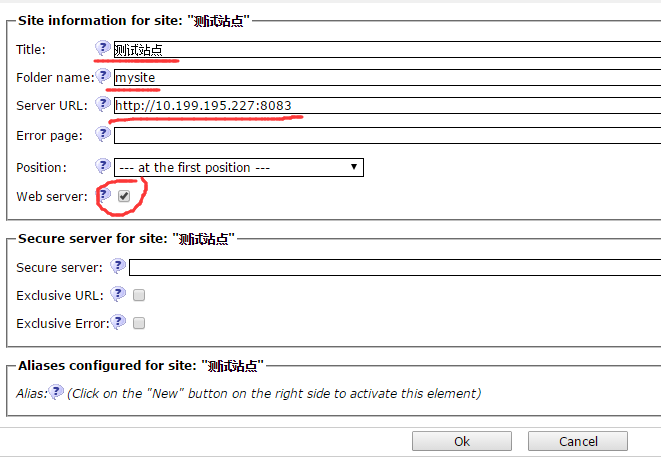 Site information for site: "测试站点"
Title: ? 测试站点
Folder name: ? mysite
Server URL: ? http://10.199.195.227:8083
Error page: ?
Position: ? --- at the first position ---
Web server: ?
Secure server for site: "测试站点"
Secure server: ?
Exclusive URL: ?
Exclusive Error: ?
Aliases configured for site: "测试站点"
Alias: ? (Click on the "New" button on the right side to activate this element)
Ok Cancel